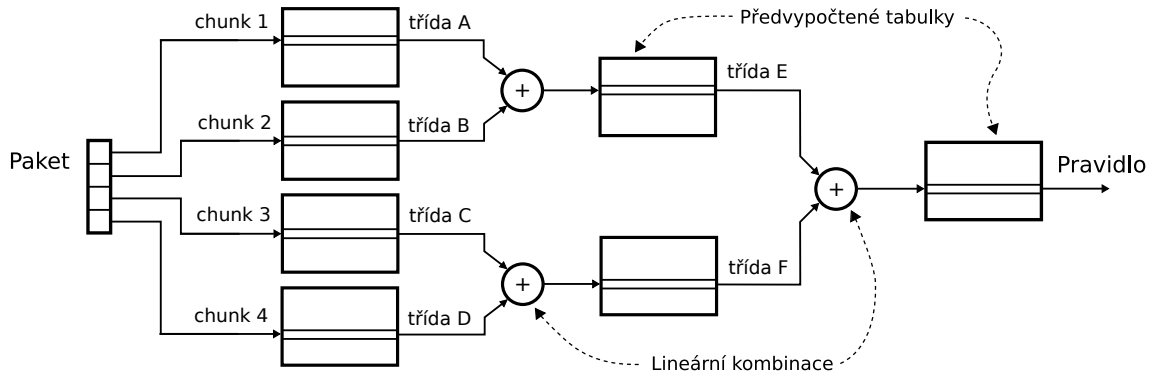 chunk 1
třída A
Předvypočtené tabulky
+
třída E
chunk 2
třída B
Paket
Pravidlo
+
chunk 3
třída C
třída F
+
chunk 4
třída D
Lineární kombinace